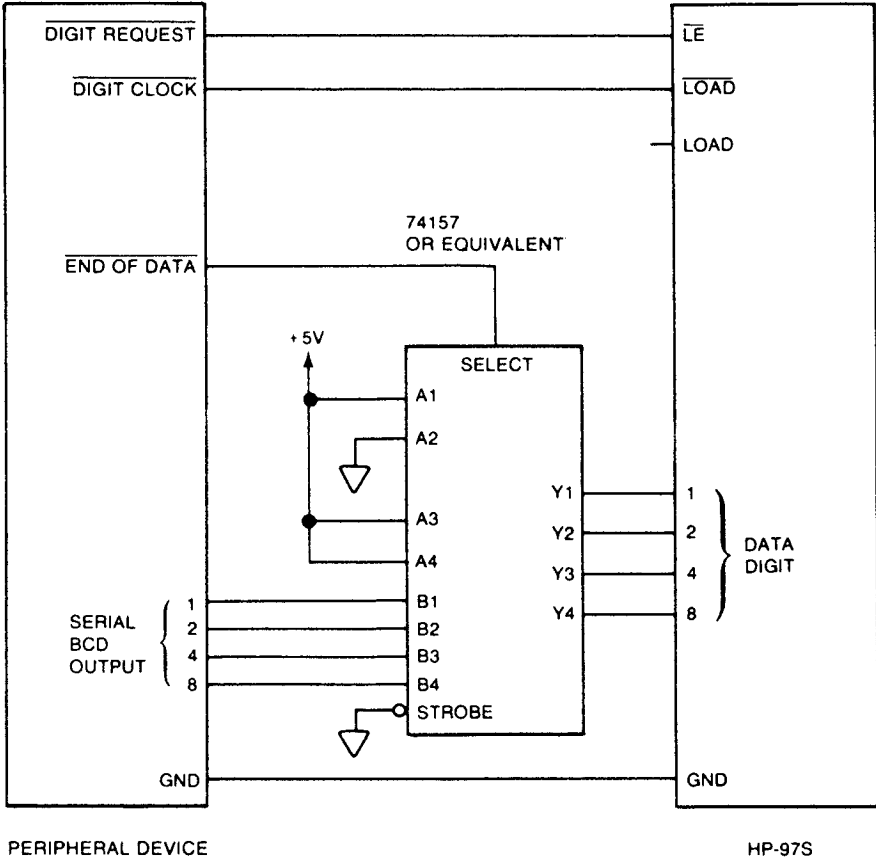 DIGIT REQUEST
LE
DIGIT CLOCK
LOAD
LOAD
74157
OR EQUIVALENT
END OF DATA
+5V
SELECT
A1
A2
A3
A4
B1
B2
B3
B4
STROBE
Y1
Y2
Y3
Y4
1
2
4
8
DATA
DIGIT
SERIAL
BCD
OUTPUT
1
2
4
8
GND
GND
PERIPHERAL DEVICE
HP-97S